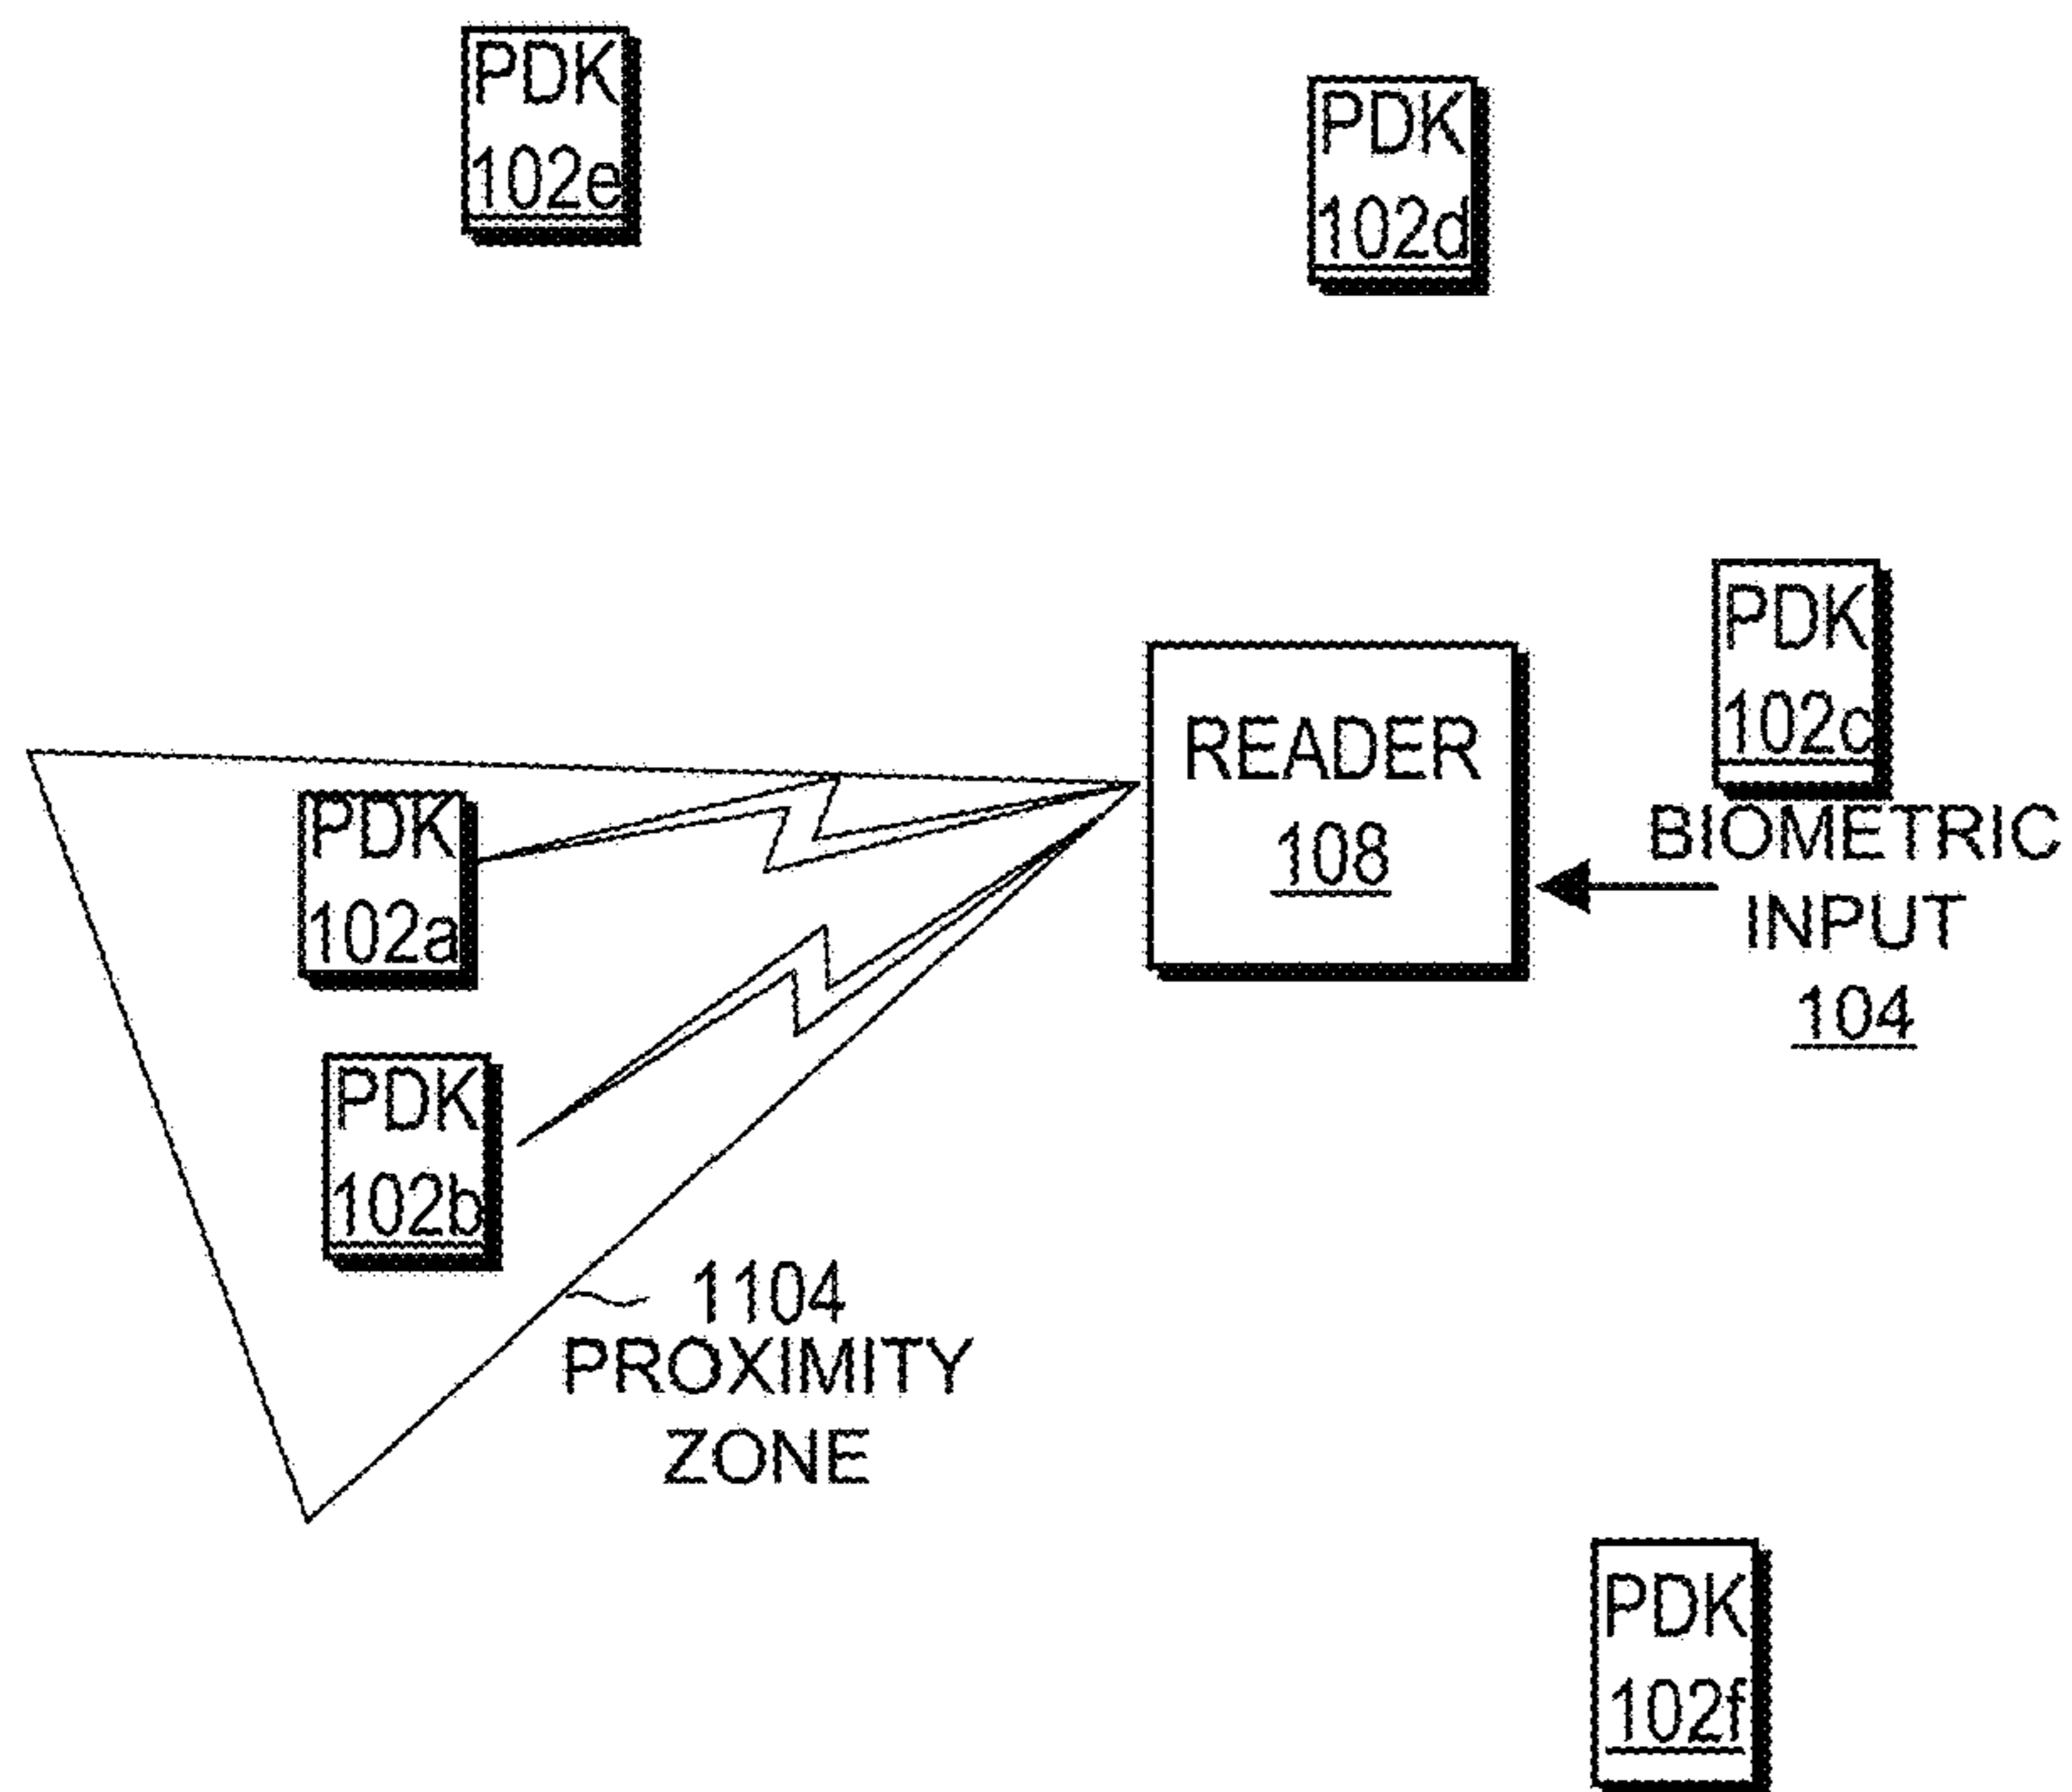 PDK
102e
PDK
102d
PDK
102c
READER
108
BIOMETRIC
INPUT
104
PDK
102a
PDK
102b
1104
PROXIMITY
ZONE
PDK
102f